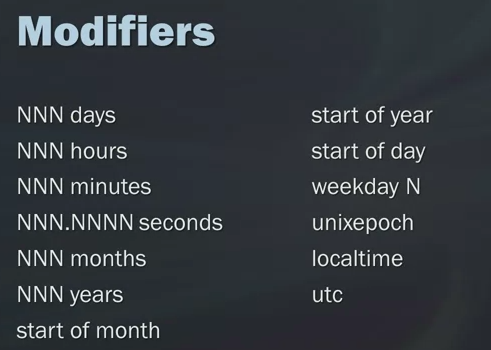 Modifiers
NNN days
NNN hours
NNN minutes
NNN.NNNN seconds
NNN months
NNN years
start of month
start of year
start of day
weekday N
unixepoch
localtime
utc